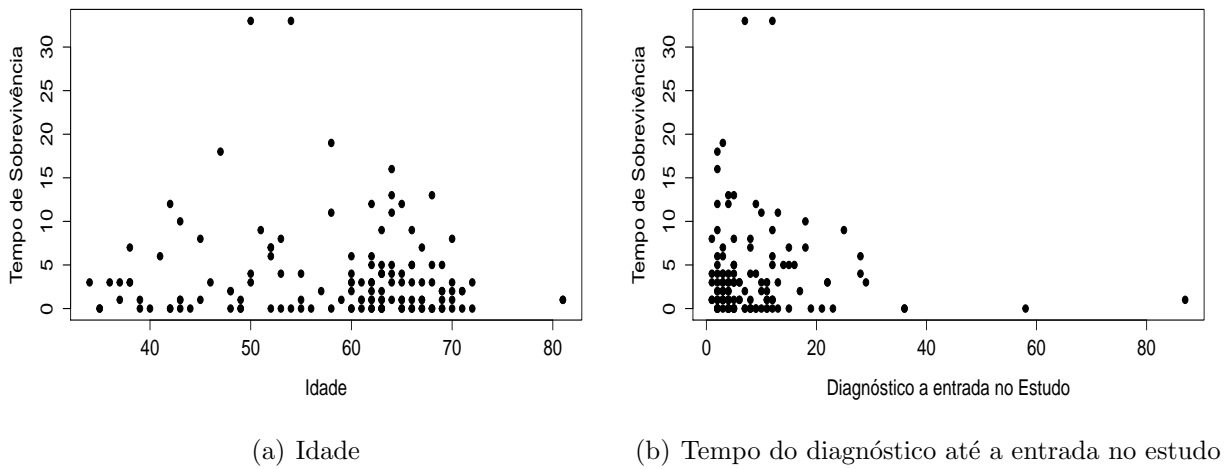 Tempo de Sobrevivência
30
25
20
15
10
5
0
40 50 60 70 80
Idade
(a) Idade
Tempo de Sobrevivência
30
25
20
15
10
5
0
0 20 40 60 80
Diagnóstico a entrada no Estudo
(b) Tempo do diagnóstico até a entrada no estudo